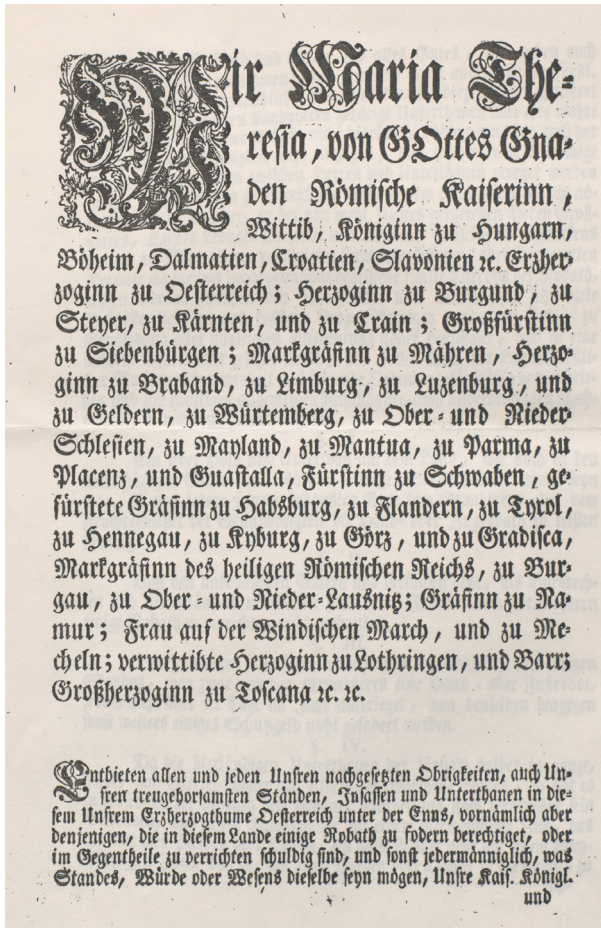 Wir Maria The-
resia, von GOttes Gna-
den Römische Kaiserinn,
Wittib, Königinn zu Hungarn,
Böheim, Dalmatien, Croatien, Slavonien ꝛc. Erzher-
zoginn zu Oesterreich; Herzoginn zu Burgund, zu
Steyer, zu Kärnten, und zu Crain; Großfürstinn
zu Siebenbürgen; Markgräfinn zu Mähren, Herzo-
ginn zu Braband, zu Limburg, zu Luzenburg, und
zu Geldern, zu Würtemberg, zu Ober- und Nieder-
Schlesien, zu Mayland, zu Mantua, zu Parma, zu
Placenz, und Guastalla, Fürstinn zu Schwaben, ge-
fürstete Gräfinn zu Habsburg, zu Flandern, zu Tyrol,
zu Hennegau, zu Kyburg, zu Görz, und zu Gradisca,
Markgräfinn des heiligen Römischen Reichs, zu Bur-
gau, zu Ober- und Nieder-Lausnitz; Gräfinn zu Na-
mur; Frau auf der Windischen March, und zu Me-
cheln; verwittibte Herzoginn zu Lothringen, und Barr;
Großherzoginn zu Toscana ꝛc. ꝛc.
Entbieten allen und jeden Unsren nachgesetzten Obrigkeiten, auch Un-
sren treugehorsamsten Ständen, Insassen und Unterthanen in die-
sem Unsrem Erzherzogthume Oesterreich unter der Enns, vornämlich aber
denjenigen, die in diesem Lande einige Robath zu fodern berechtiget, oder
im Gegentheile zu verrichten schuldig sind, und sonst jedermänniglich, was
Standes, Würde oder Wesens dieselbe seyn mögen, Unsre Kais. Königl.
und